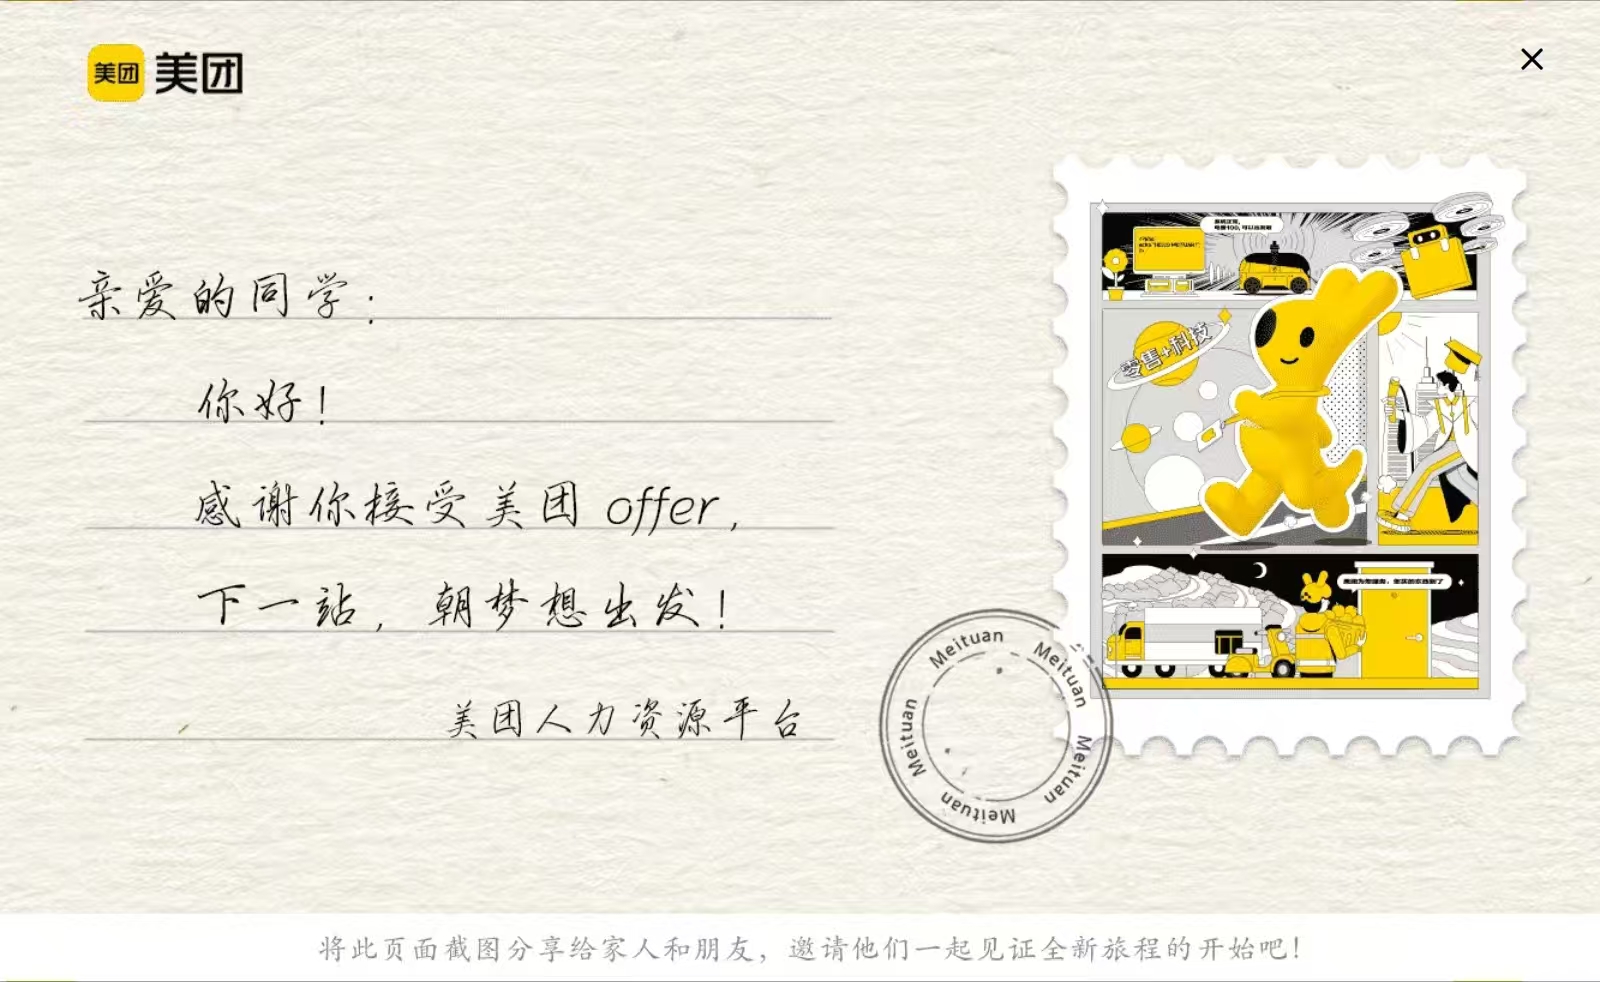 美团 美团
亲爱的同学：
你好！
感谢你接受美团 offer，
下一站，朝梦想出发！
美团人力资源平台
零售+科技
Meituan Meituan Meituan Meituan Meituan
将此页面截图分享给家人和朋友，邀请他们一起见证全新旅程的开始吧！